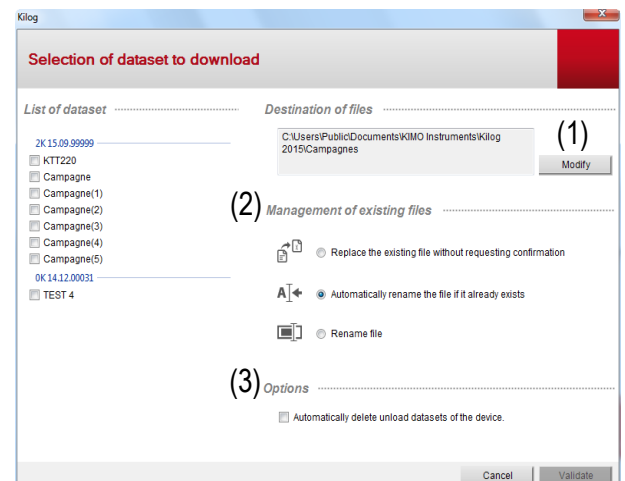 Kilog
Selection of dataset to download
List of dataset
2K 15.09.99999
KTT220
Campagne
Campagne(1)
Campagne(2)
Campagne(3)
Campagne(4)
Campagne(5)
0K 14.12.00031
TEST 4
Destination of files
C:\Users\Public\Documents\KIMO Instruments\Kilog
2015\Campagnes
(1)
Modify
(2) Management of existing files
Replace the existing file without requesting confirmation
A Automatically rename the file if it already exists
Rename file
(3) Options
Automatically delete unload datasets of the device.
Cancel Validate